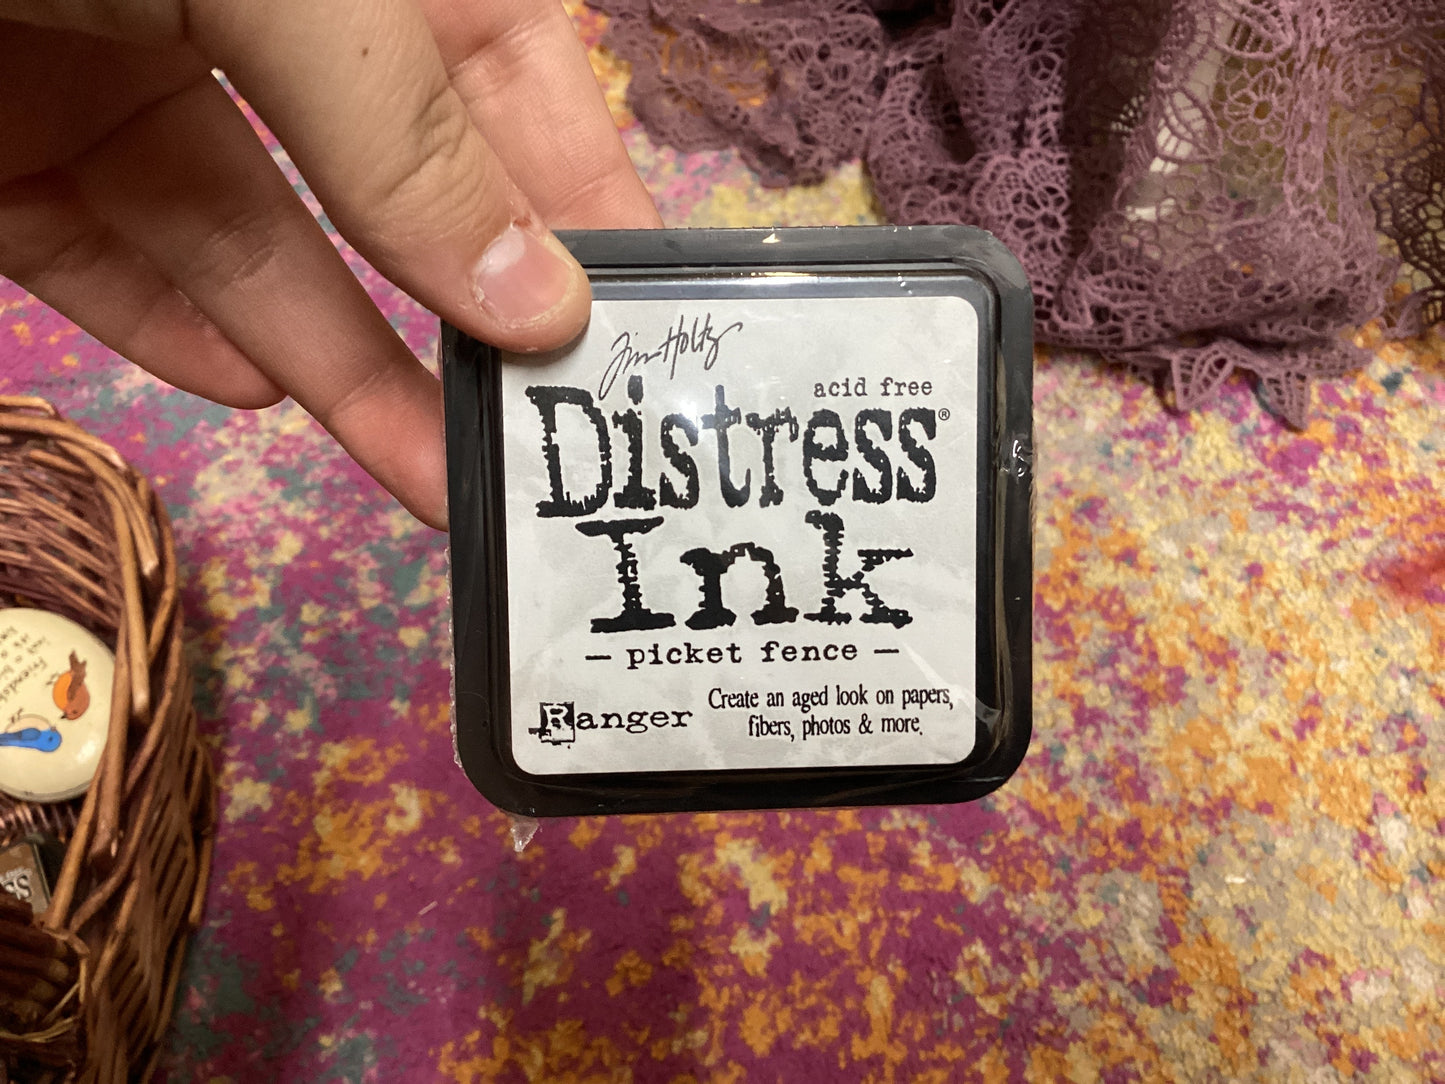 Tim Holtz
acid free
Distress®
Ink
— picket fence —
Ranger
Create an aged look on papers,
fibers, photos & more.